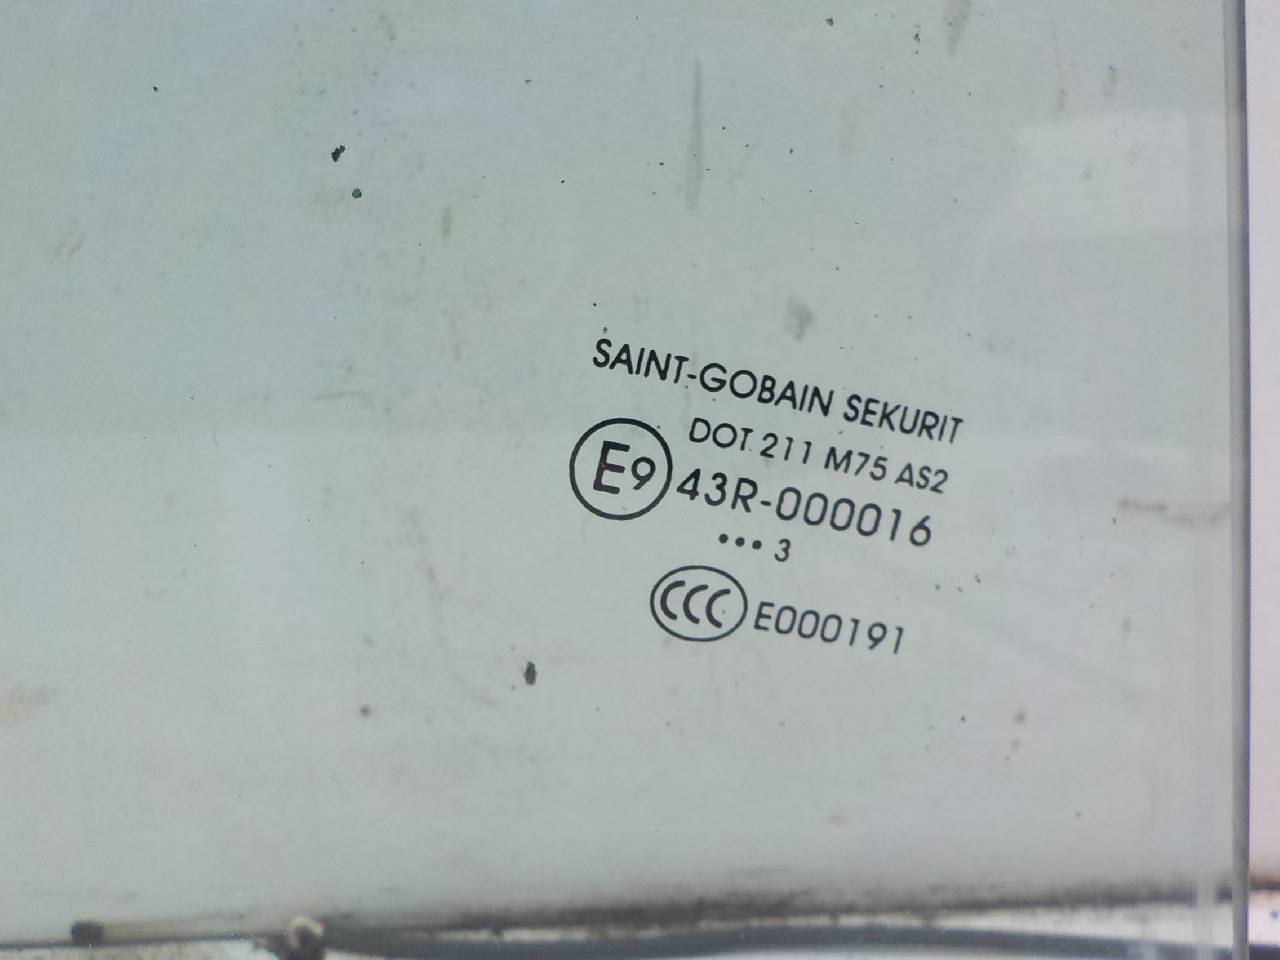 SAINT-GOBAIN SEKURIT
DOT 211 M75 AS2
E9 43R-000016
••• 3
CCC E000191